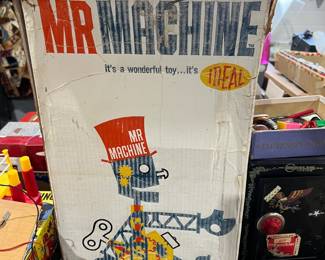 MR MACHINE
it's a wonderful toy...it's IDEAL
MR
MACHINE